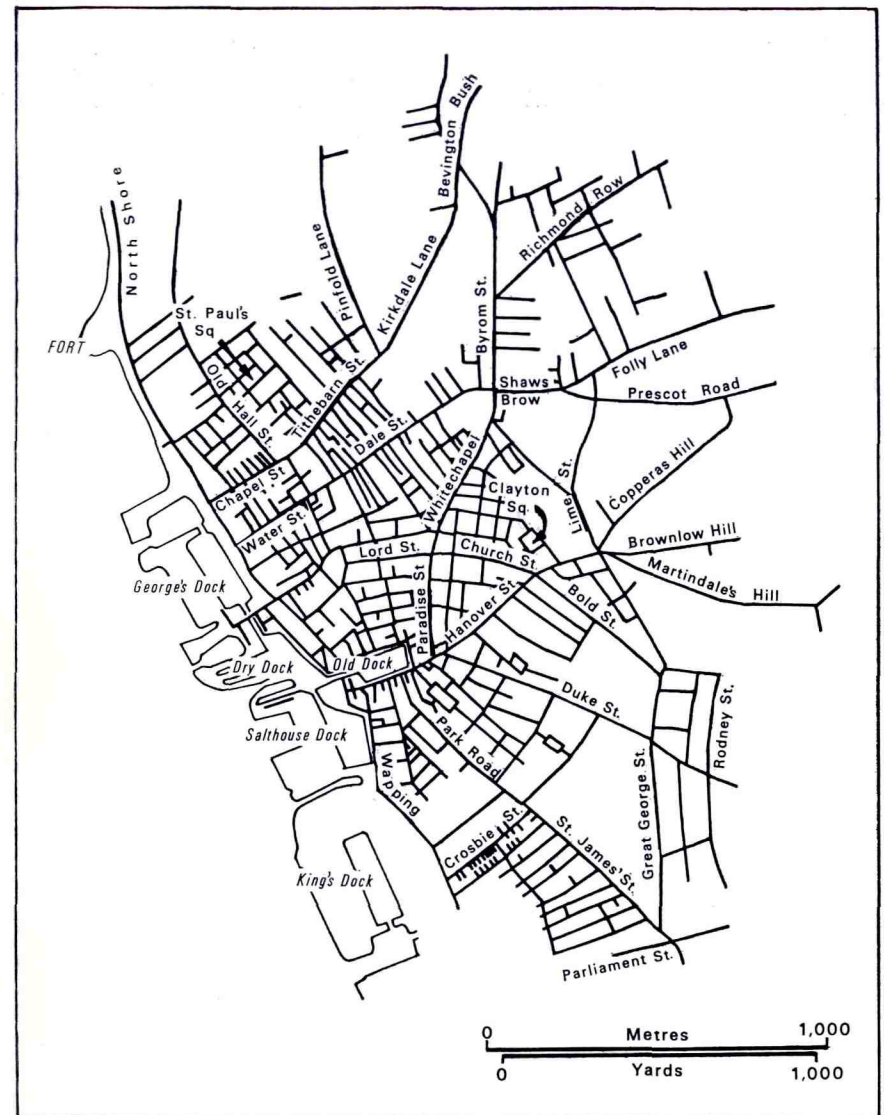 Bevington Bush
North Shore
Richmond Row
Pinfold Lane
Kirkdale Lane
St. Paul's
Sq
Byrom St.
FORT
Old
Hall St.
Tithebarn St.
Shaws
Brow
Folly Lane
Prescot Road
Dale St.
Chapel St
Whitechapel
Clayton
Sq.
Lime St.
Copperas Hill
Water St.
Lord St.
Church St.
Brownlow Hill
Martindale's
Hill
George's Dock
Paradise St
Hanover St.
Bold St.
Dry Dock
Old Dock
Duke St.
Rodney St.
Salthouse Dock
Park Road
Wapping
Great George St.
Crosbie St.
St. James' St.
King's Dock
Parliament St.
0 Metres 1,000
0 Yards 1,000